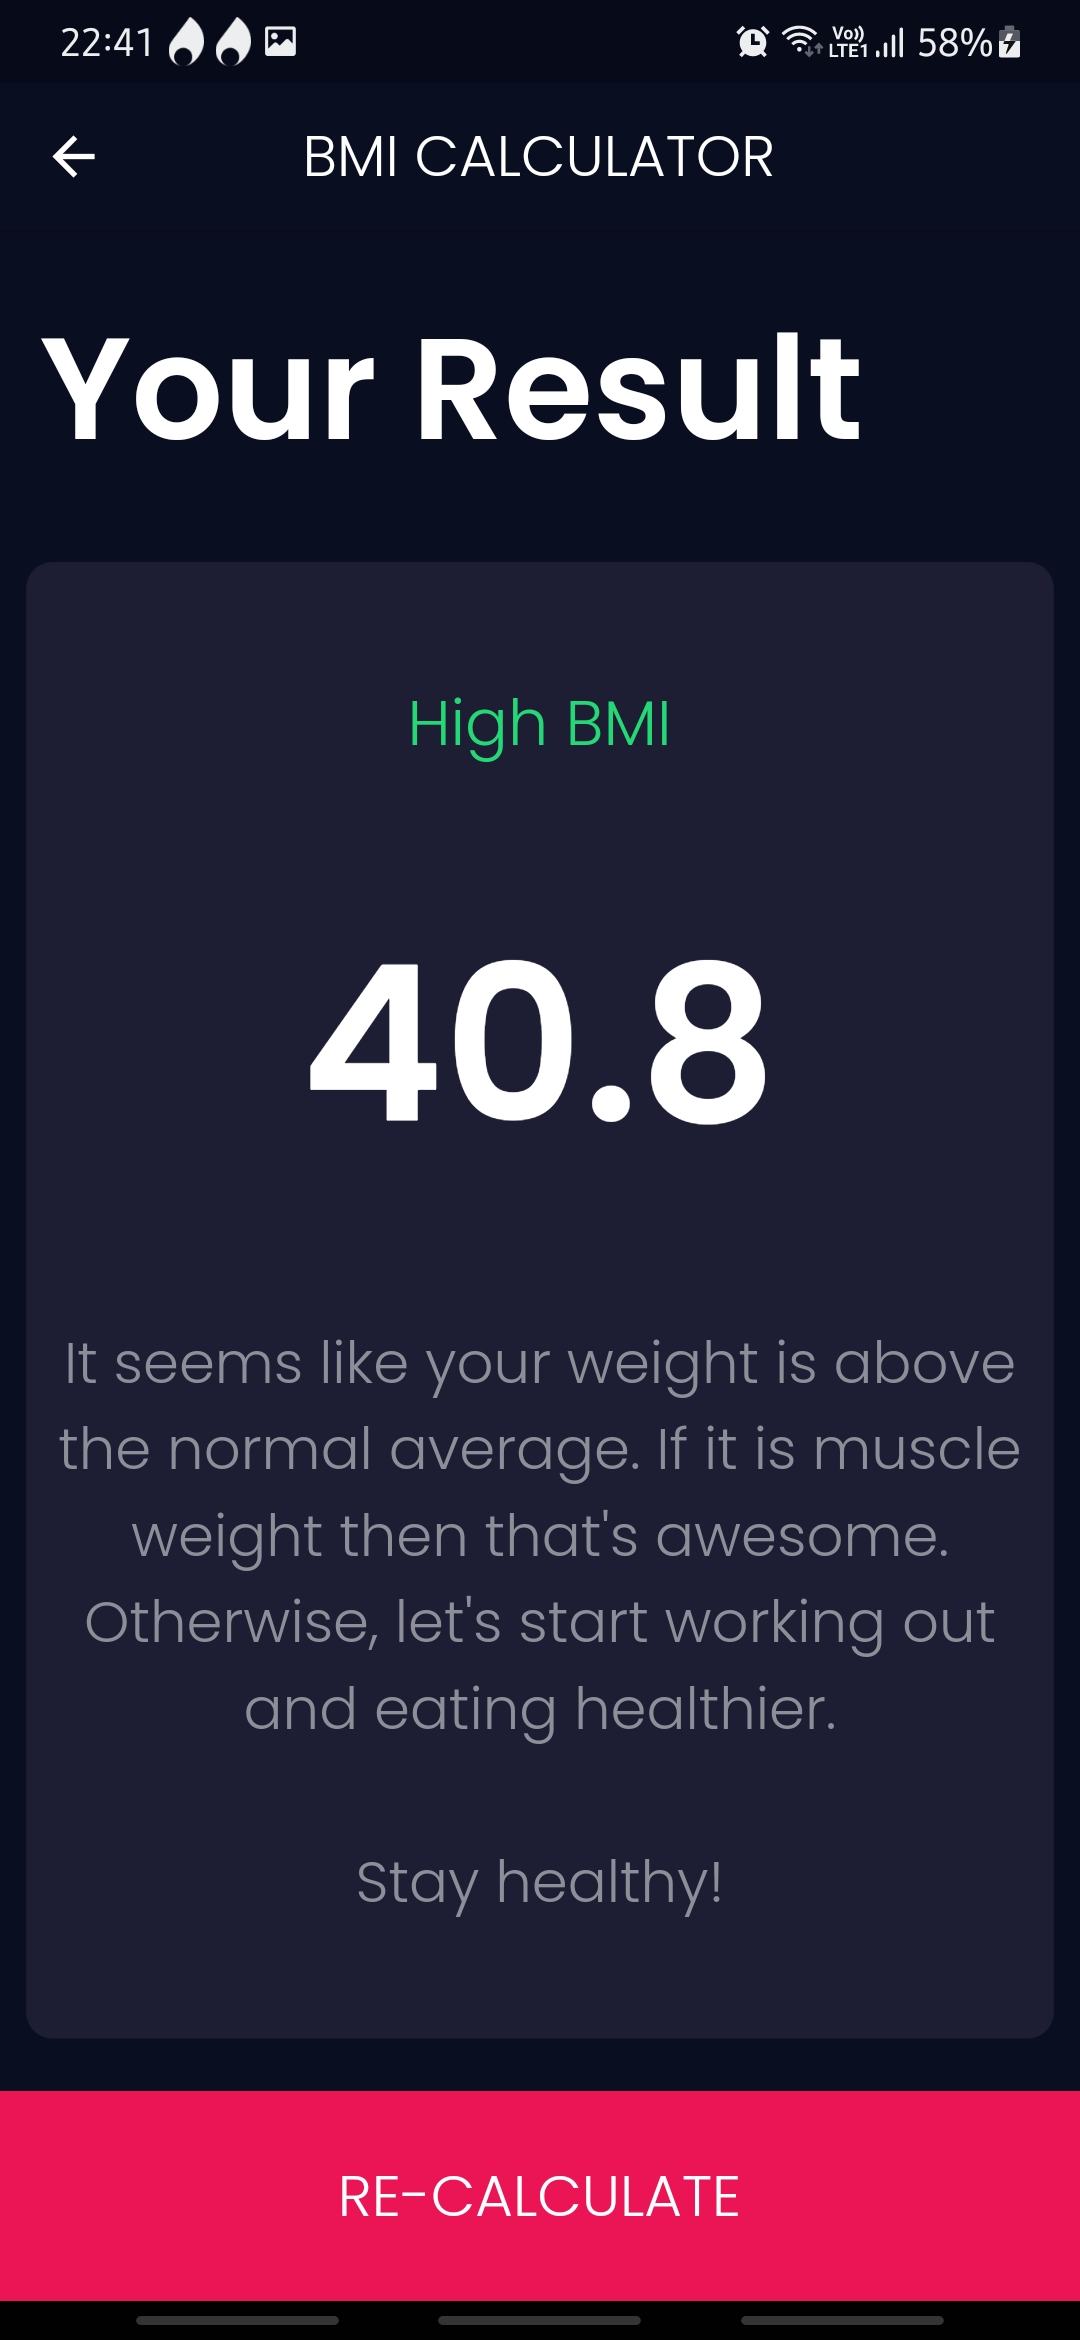 22:41 Vo)) LTE1 58%
BMI CALCULATOR
Your Result
High BMI
40.8
It seems like your weight is above
the normal average. If it is muscle
weight then that's awesome.
Otherwise, let's start working out
and eating healthier.
Stay healthy!
RE-CALCULATE